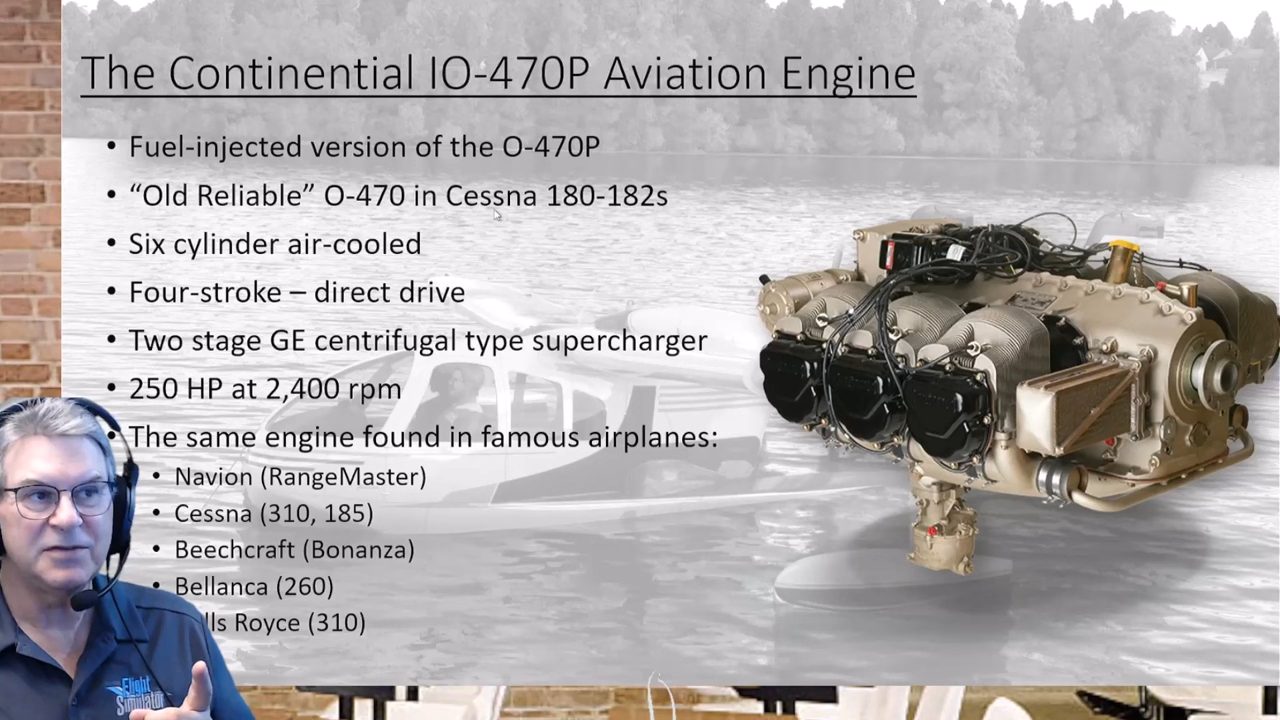 The Continential IO-470P Aviation Engine
• Fuel-injected version of the O-470P
• “Old Reliable” O-470 in Cessna 180-182s
• Six cylinder air-cooled
• Four-stroke – direct drive
• Two stage GE centrifugal type supercharger
• 250 HP at 2,400 rpm
• The same engine found in famous airplanes:
• Navion (RangeMaster)
• Cessna (310, 185)
• Beechcraft (Bonanza)
• Bellanca (260)
lls Royce (310)
Flight
Simulator